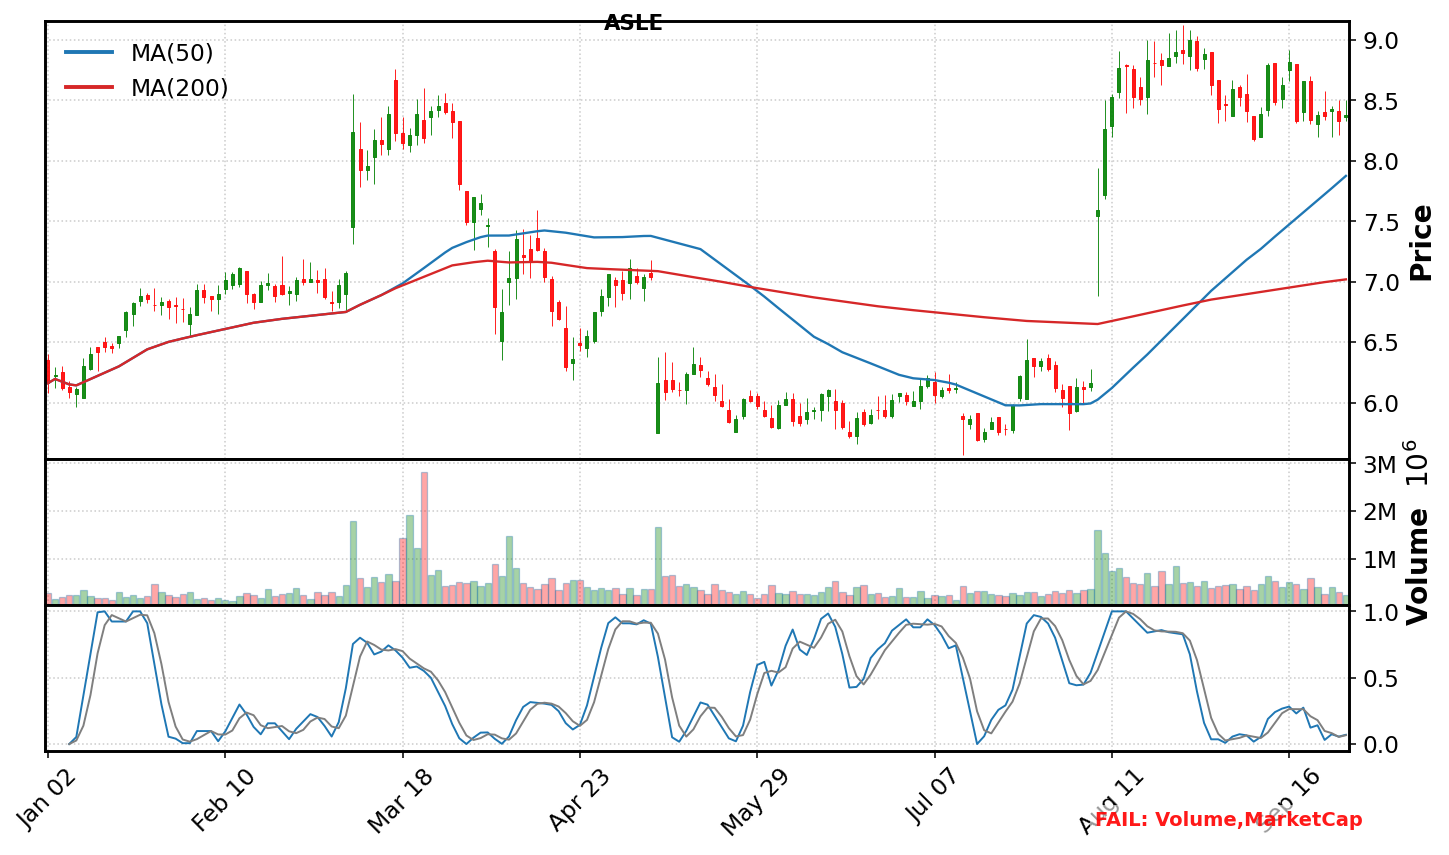 ASLE
MA(50)
MA(200)
9.0
8.5
8.0
7.5
7.0
6.5
6.0
Price
3M
2M
1M
Volume 10^6
1.0
0.5
0.0
Jan 02
Feb 10
Mar 18
Apr 23
May 29
Jul 07
Aug 11
Sep 16
FAIL: Volume,MarketCap